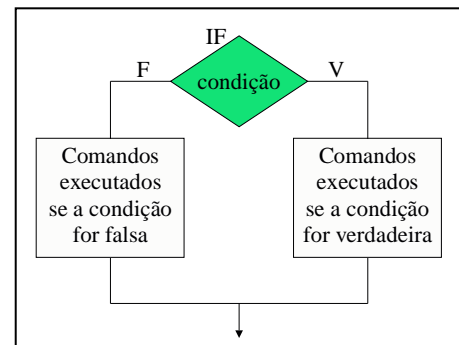 IF
F
condição
V
Comandos
executados
se a condição
for falsa
Comandos
executados
se a condição
for verdadeira